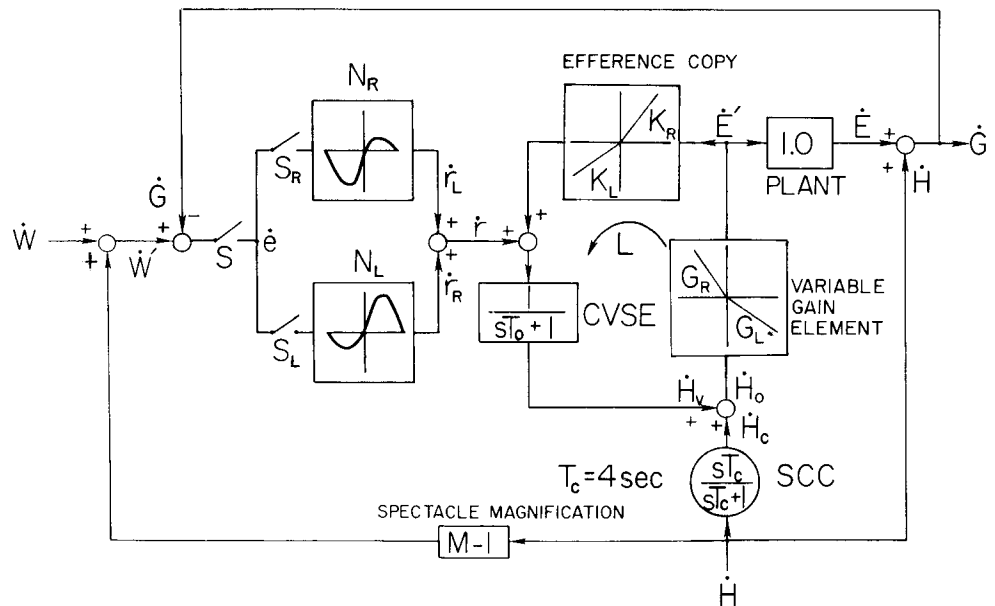 EFFERENCE COPY
N_R
K_R
K_L
Ė′
1.0
PLANT
Ė
+
+
Ġ
Ḣ
S_R
ṙ_L
Ġ
−
Ẇ
+
+
Ẇ′
+
S
ė
+
+
ṙ
+
+
L
N_L
ṙ_R
S_L
1
sT_o + 1
CVSE
G_R
G_L
VARIABLE
GAIN
ELEMENT
Ḣ_v
+
+
Ḣ_o
Ḣ_c
T_c = 4 sec
sT_c
sT_c + 1
SCC
SPECTACLE MAGNIFICATION
M-1
Ḣ